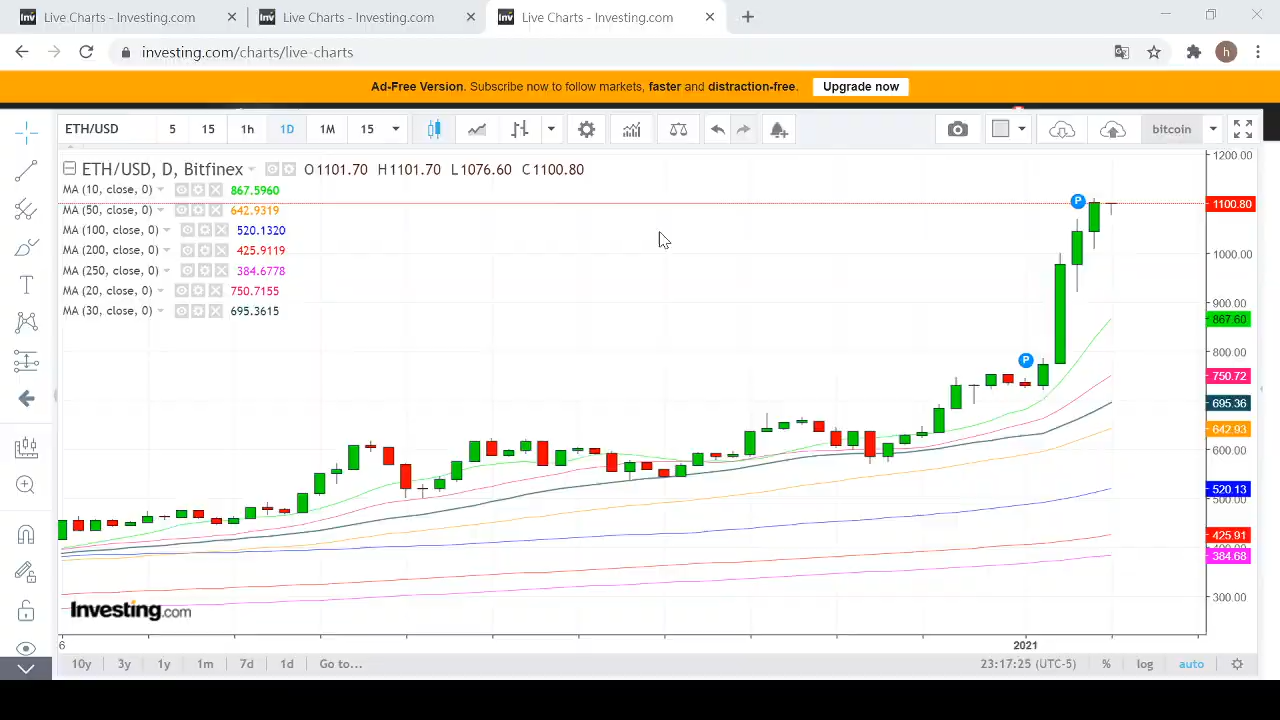 Live Charts - Investing.com Live Charts - Investing.com Live Charts - Investing.com
investing.com/charts/live-charts h
Ad-Free Version. Subscribe now to follow markets, faster and distraction-free. Upgrade now
ETH/USD 5 15 1h 1D 1M 15 bitcoin
ETH/USD, D, Bitfinex O1101.70 H1101.70 L1076.60 C1100.80
MA (10, close, 0) 867.5960
MA (50, close, 0) 642.9319
MA (100, close, 0) 520.1320
MA (200, close, 0) 425.9119
MA (250, close, 0) 384.6778
MA (20, close, 0) 750.7155
MA (30, close, 0) 695.3615
P
P
1200.00
1100.80
1000.00
900.00
867.60
800.00
750.72
695.36
642.93
600.00
520.13
500.00
425.91
384.68
300.00
Investing.com
6 2021
10y 3y 1y 1m 7d 1d Go to... 23:17:25 (UTC-5) % log auto